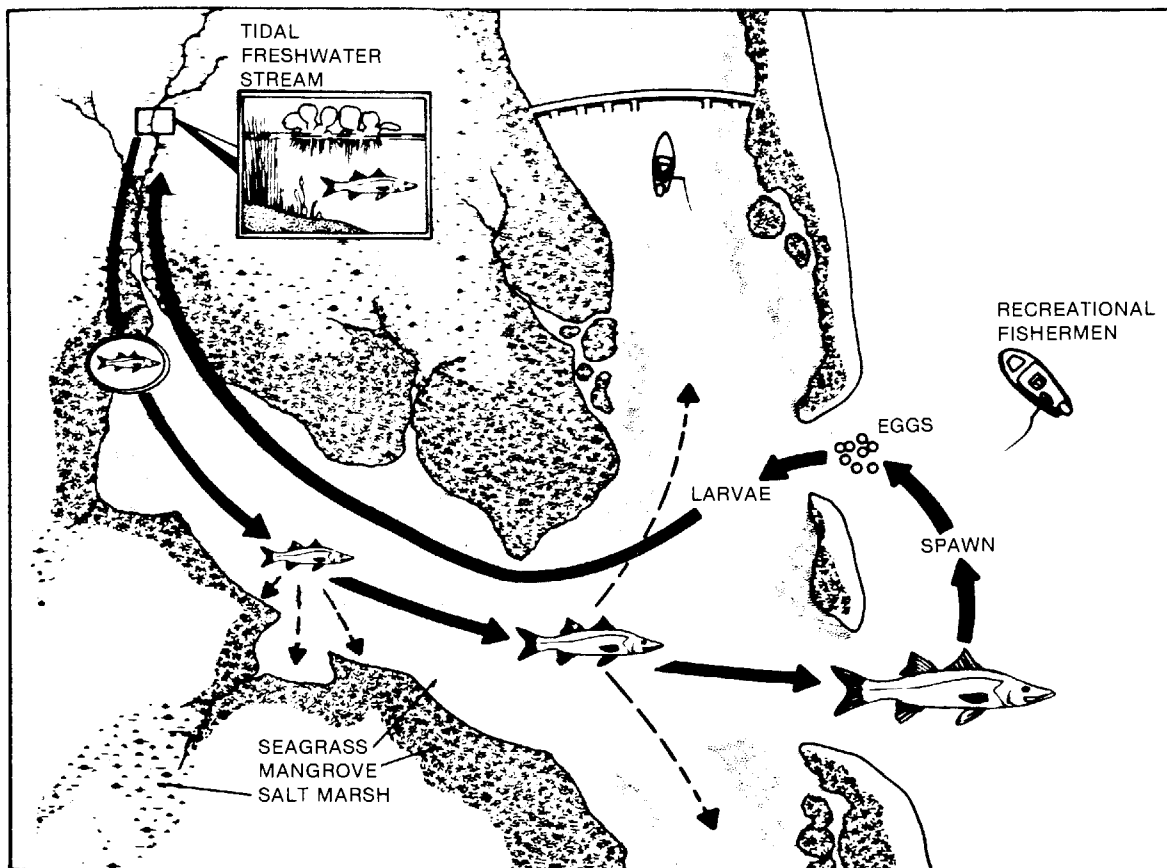 TIDAL
FRESHWATER
STREAM
RECREATIONAL
FISHERMEN
EGGS
LARVAE
SPAWN
SEAGRASS
MANGROVE
SALT MARSH